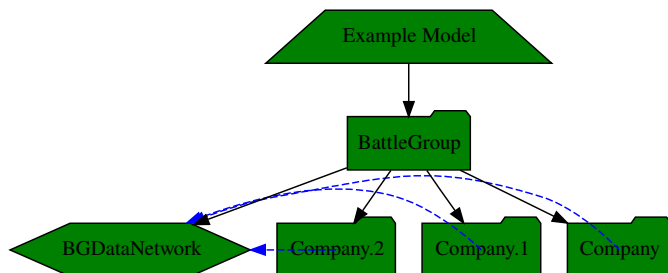 Example Model
BattleGroup
BGDataNetwork
Company.2
Company.1
Company